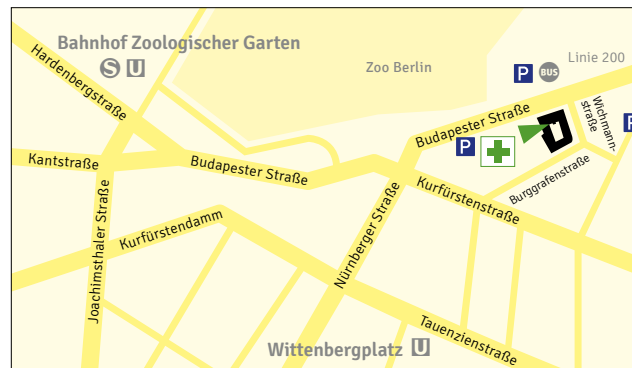 Bahnhof Zoologischer Garten
S U
Hardenbergstraße
Zoo Berlin
Linie 200
P BUS
Budapester Straße
Wichmann-
straße
P
P
Kantstraße
Budapester Straße
Burggrafenstraße
Kurfürstenstraße
Joachimsthaler Straße
Kurfürstendamm
Nürnberger Straße
Tauenzienstraße
Wittenbergplatz U